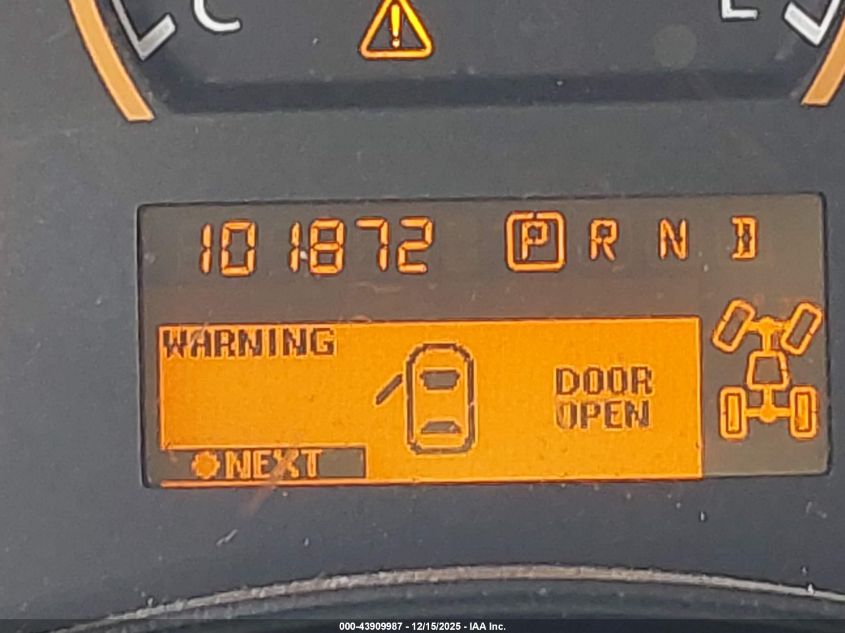 C
E
101872 P R N D
WARNING
DOOR
OPEN
NEXT
000-43909987 - 12/15/2025 - IAA Inc.